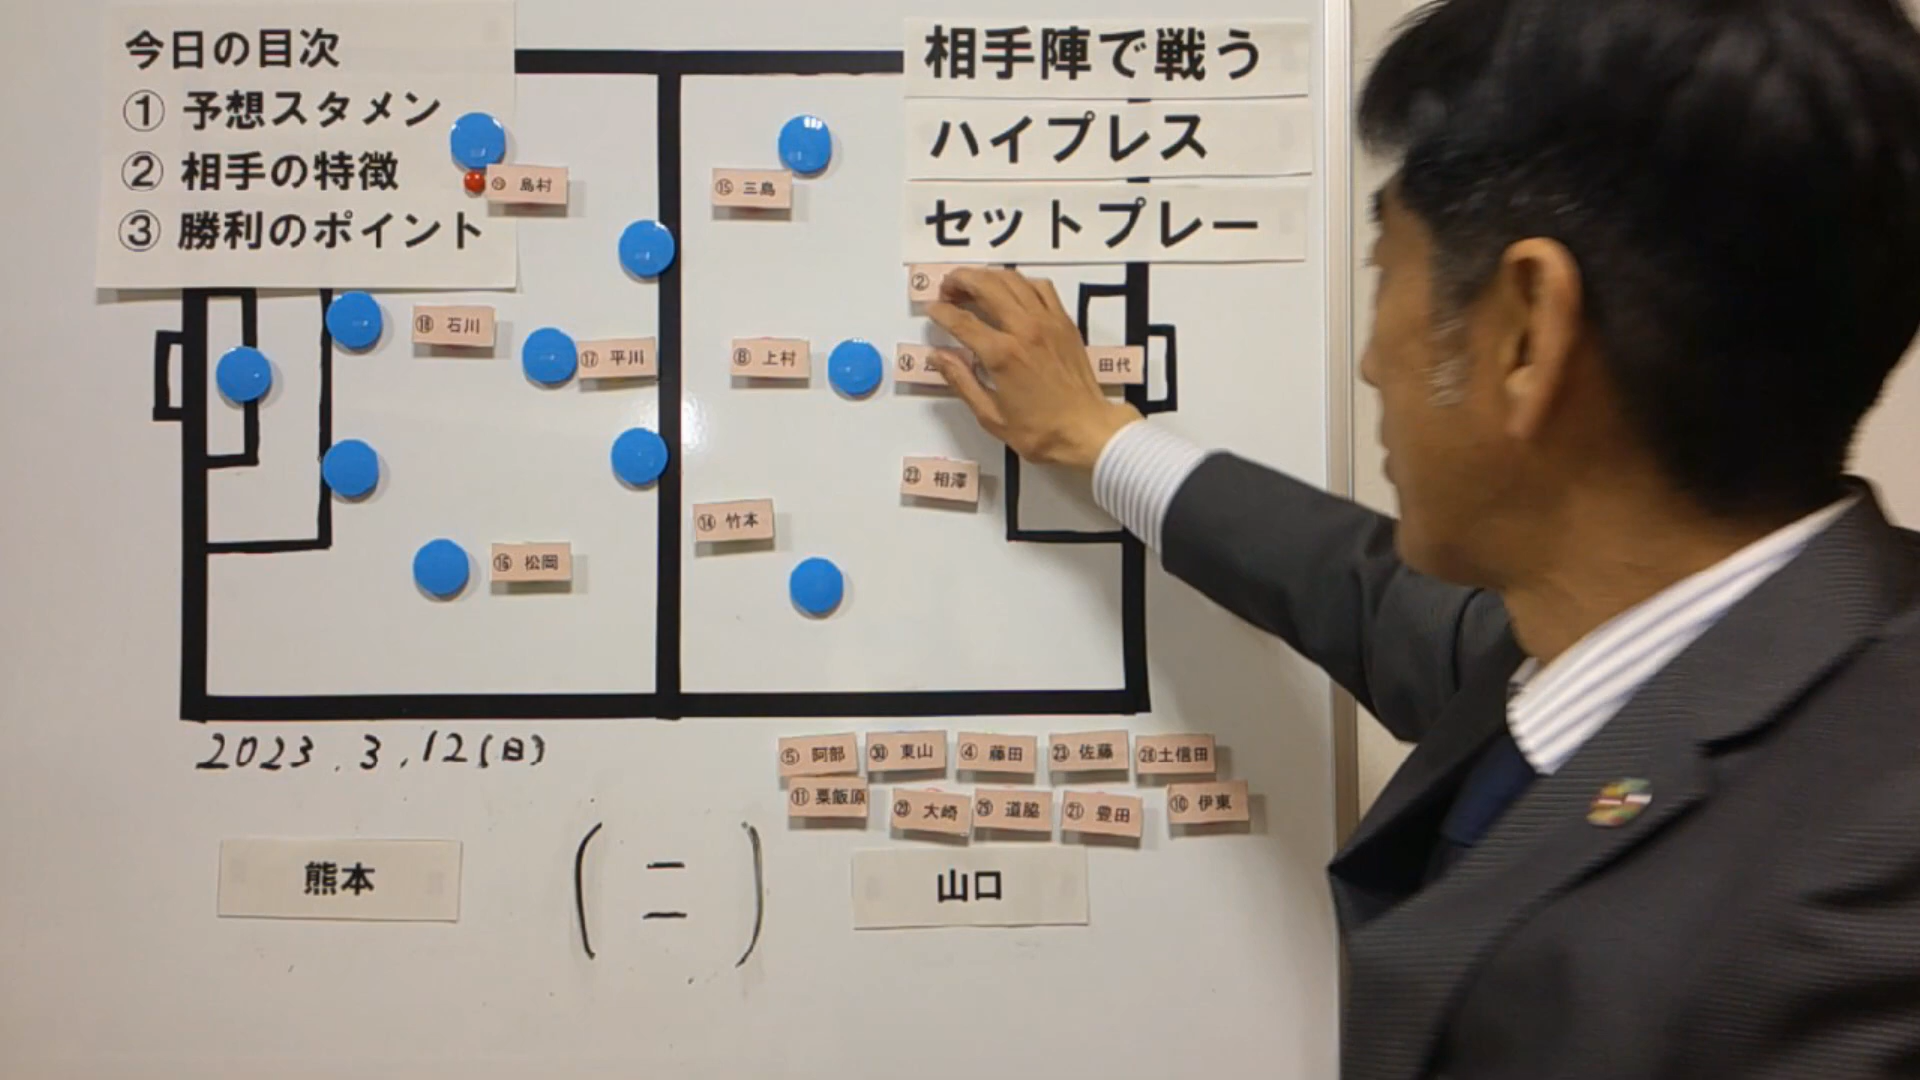 今日の目次
① 予想スタメン
② 相手の特徴
③ 勝利のポイント
相手陣で戦う
ハイプレス
セットプレー
⑲ 島村
⑮ 三島
②
⑱ 石川
⑰ 平川
⑧ 上村
田代
㉓ 相澤
⑭ 竹本
⑯ 松岡
2023.3.12(日)
⑤ 阿部
㉚ 東山
④ 藤田
佐藤
㉘ 土信田
⑪ 粟飯原
大崎
道脇
㉑ 豊田
⑩ 伊東
熊本
( = )
山口